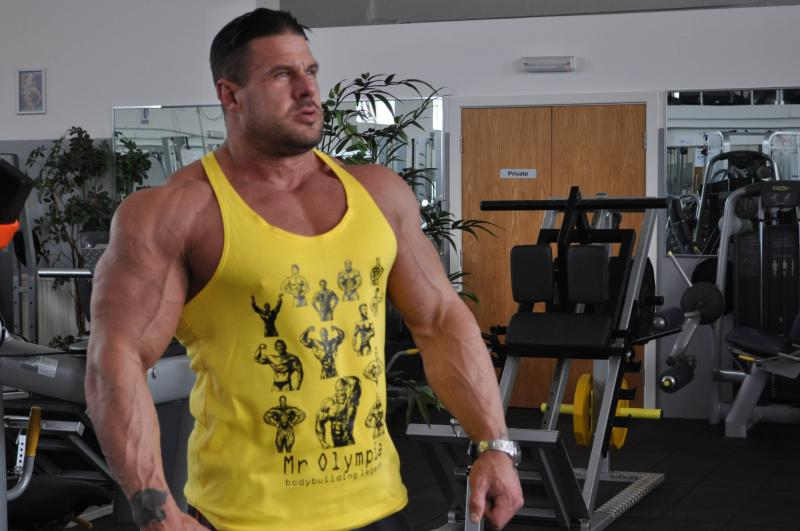 Private
Mr Olympia
bodybuilding legends